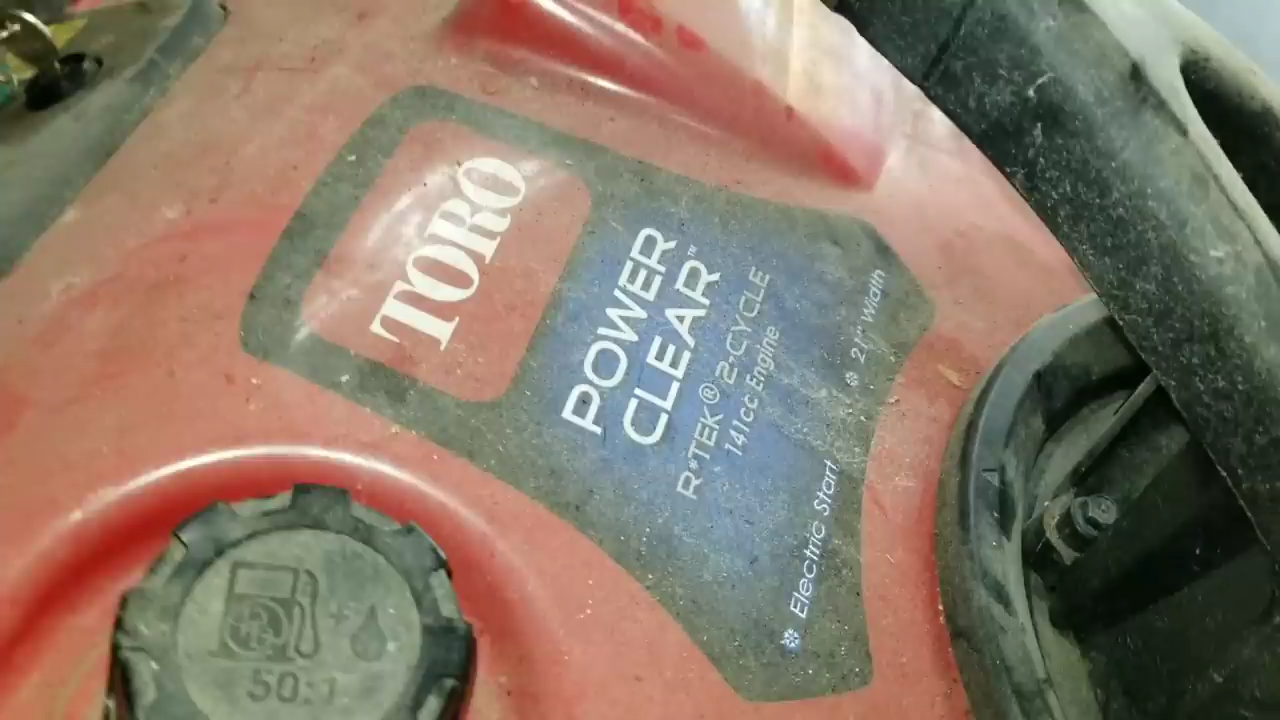 TORO
POWER
CLEAR™
R*TEK® 2-CYCLE
141cc Engine
❄ Electric Start
❄ 21" Width
50:1